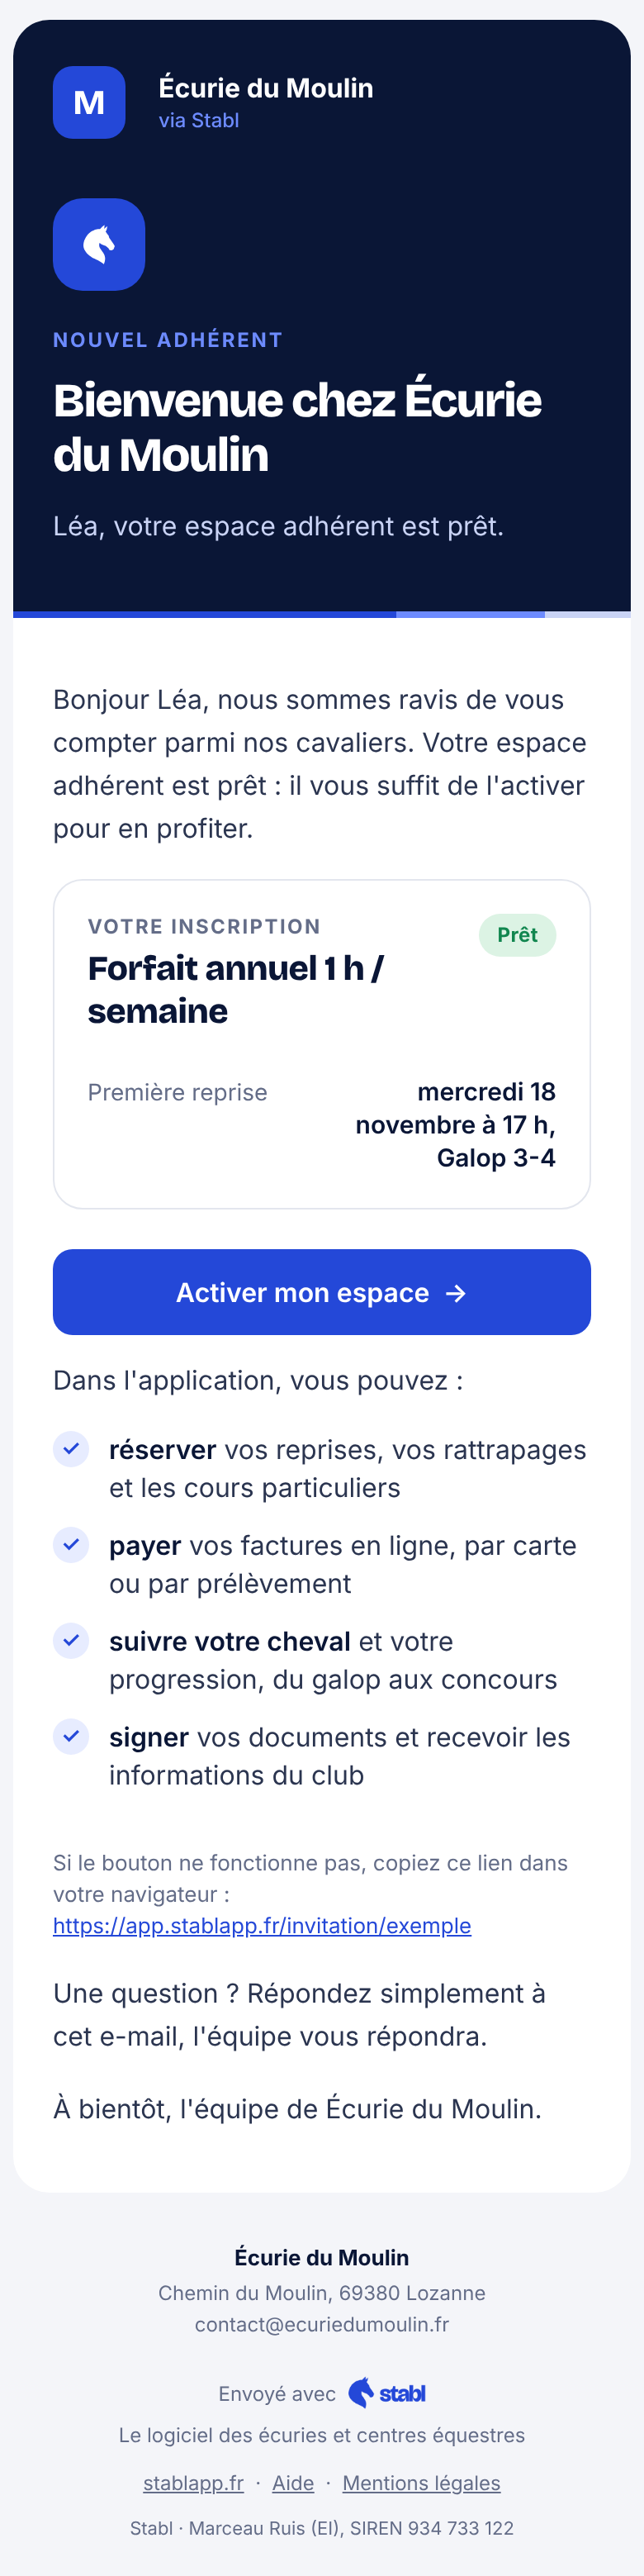 M
Écurie du Moulin
via Stabl
NOUVEL ADHÉRENT
Bienvenue chez Écurie
du Moulin
Léa, votre espace adhérent est prêt.
Bonjour Léa, nous sommes ravis de vous
compter parmi nos cavaliers. Votre espace
adhérent est prêt : il vous suffit de l'activer
pour en profiter.
VOTRE INSCRIPTION
Prêt
Forfait annuel 1 h /
semaine
Première reprise
mercredi 18
novembre à 17 h,
Galop 3-4
Activer mon espace →
Dans l'application, vous pouvez :
réserver vos reprises, vos rattrapages
et les cours particuliers
payer vos factures en ligne, par carte
ou par prélèvement
suivre votre cheval et votre
progression, du galop aux concours
signer vos documents et recevoir les
informations du club
Si le bouton ne fonctionne pas, copiez ce lien dans
votre navigateur :
https://app.stablapp.fr/invitation/exemple
Une question ? Répondez simplement à
cet e-mail, l'équipe vous répondra.
À bientôt, l'équipe de Écurie du Moulin.
Écurie du Moulin
Chemin du Moulin, 69380 Lozanne
contact@ecuriedumoulin.fr
Envoyé avec stabl
Le logiciel des écuries et centres équestres
stablapp.fr · Aide · Mentions légales
Stabl · Marceau Ruis (EI), SIREN 934 733 122